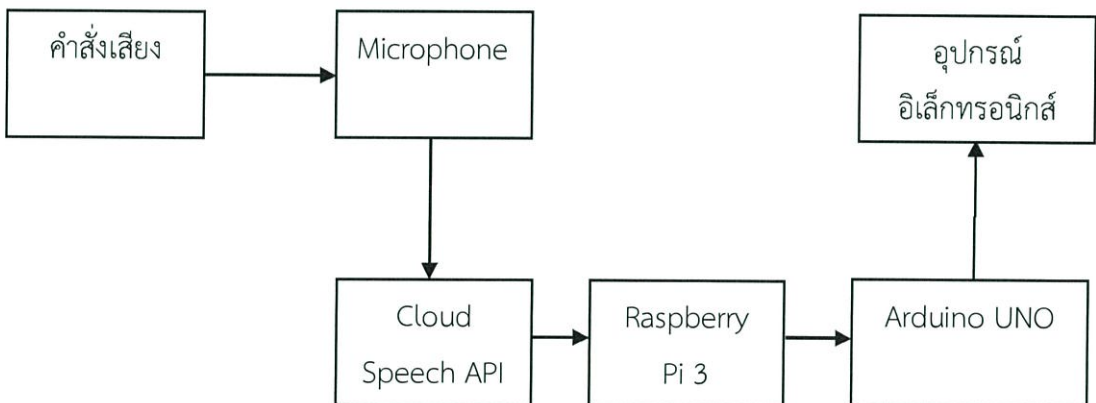 คำสั่งเสียง
Microphone
อุปกรณ์
อิเล็กทรอนิกส์
Cloud
Speech API
Raspberry
Pi 3
Arduino UNO